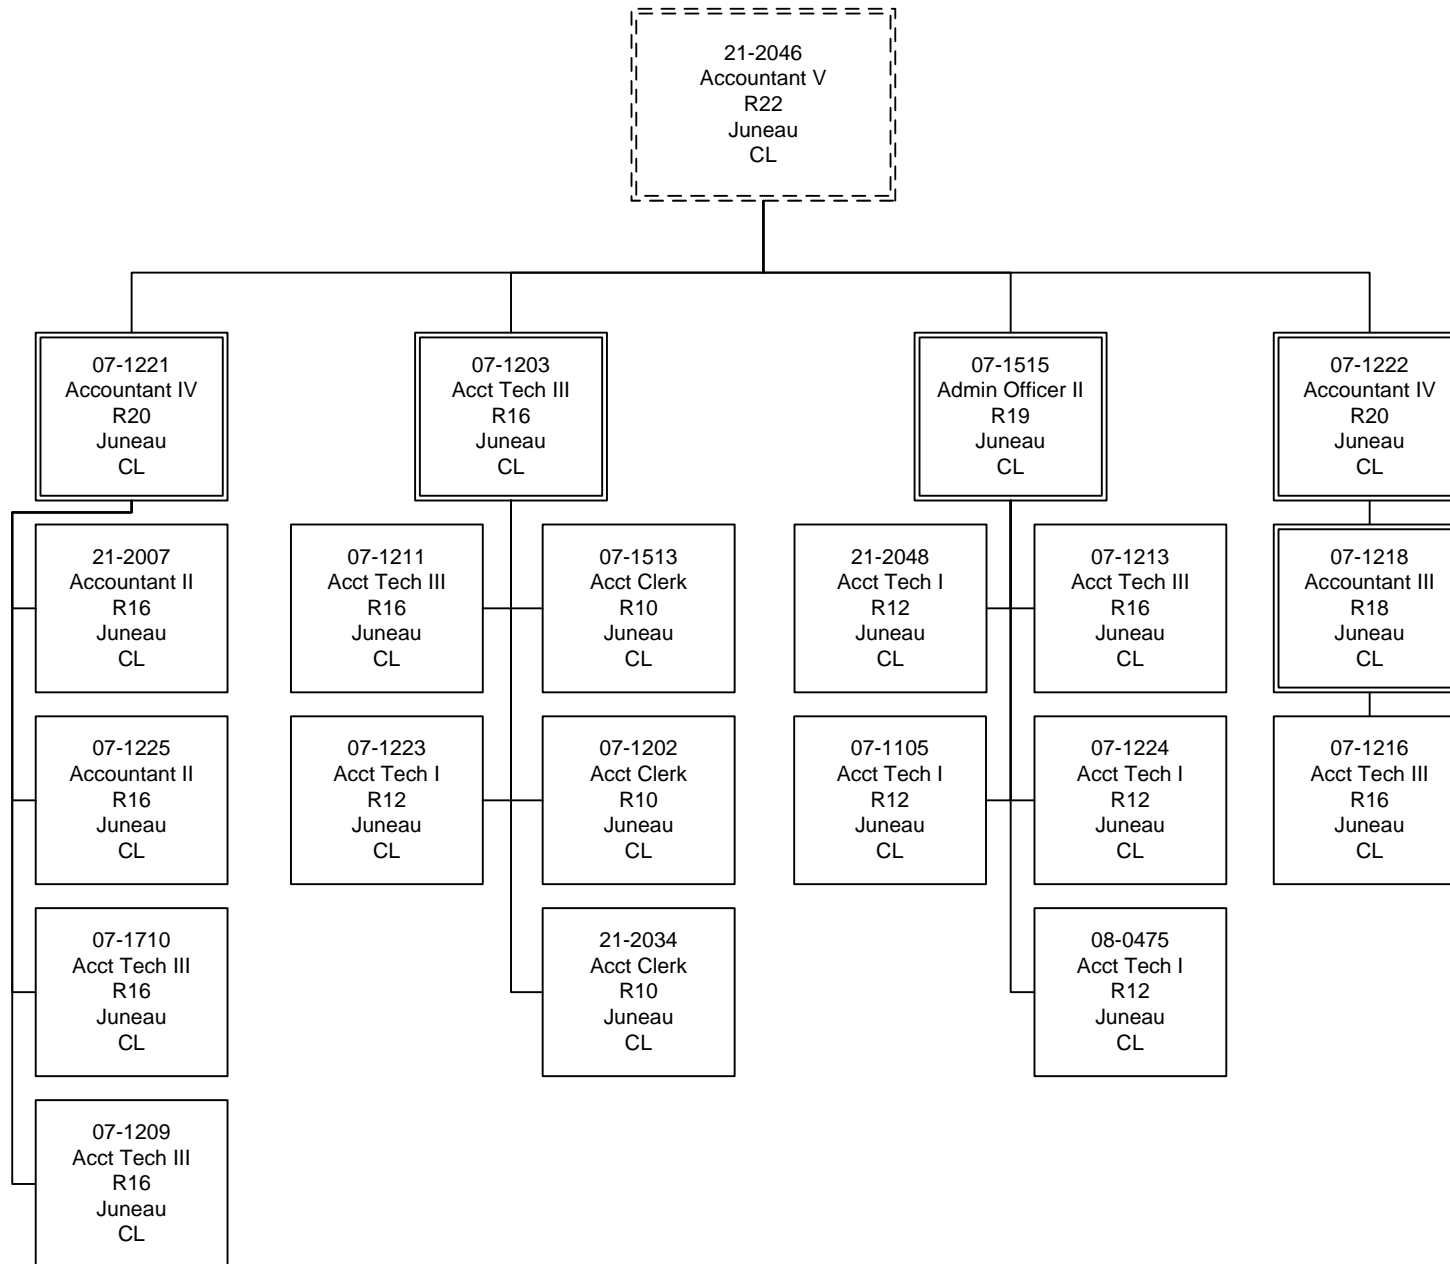 21-2046
Accountant V
R22
Juneau
CL
07-1221
Accountant IV
R20
Juneau
CL
07-1203
Acct Tech III
R16
Juneau
CL
07-1515
Admin Officer II
R19
Juneau
CL
07-1222
Accountant IV
R20
Juneau
CL
21-2007
Accountant II
R16
Juneau
CL
07-1211
Acct Tech III
R16
Juneau
CL
07-1513
Acct Clerk
R10
Juneau
CL
21-2048
Acct Tech I
R12
Juneau
CL
07-1213
Acct Tech III
R16
Juneau
CL
07-1218
Accountant III
R18
Juneau
CL
07-1225
Accountant II
R16
Juneau
CL
07-1223
Acct Tech I
R12
Juneau
CL
07-1202
Acct Clerk
R10
Juneau
CL
07-1105
Acct Tech I
R12
Juneau
CL
07-1224
Acct Tech I
R12
Juneau
CL
07-1216
Acct Tech III
R16
Juneau
CL
07-1710
Acct Tech III
R16
Juneau
CL
21-2034
Acct Clerk
R10
Juneau
CL
08-0475
Acct Tech I
R12
Juneau
CL
07-1209
Acct Tech III
R16
Juneau
CL